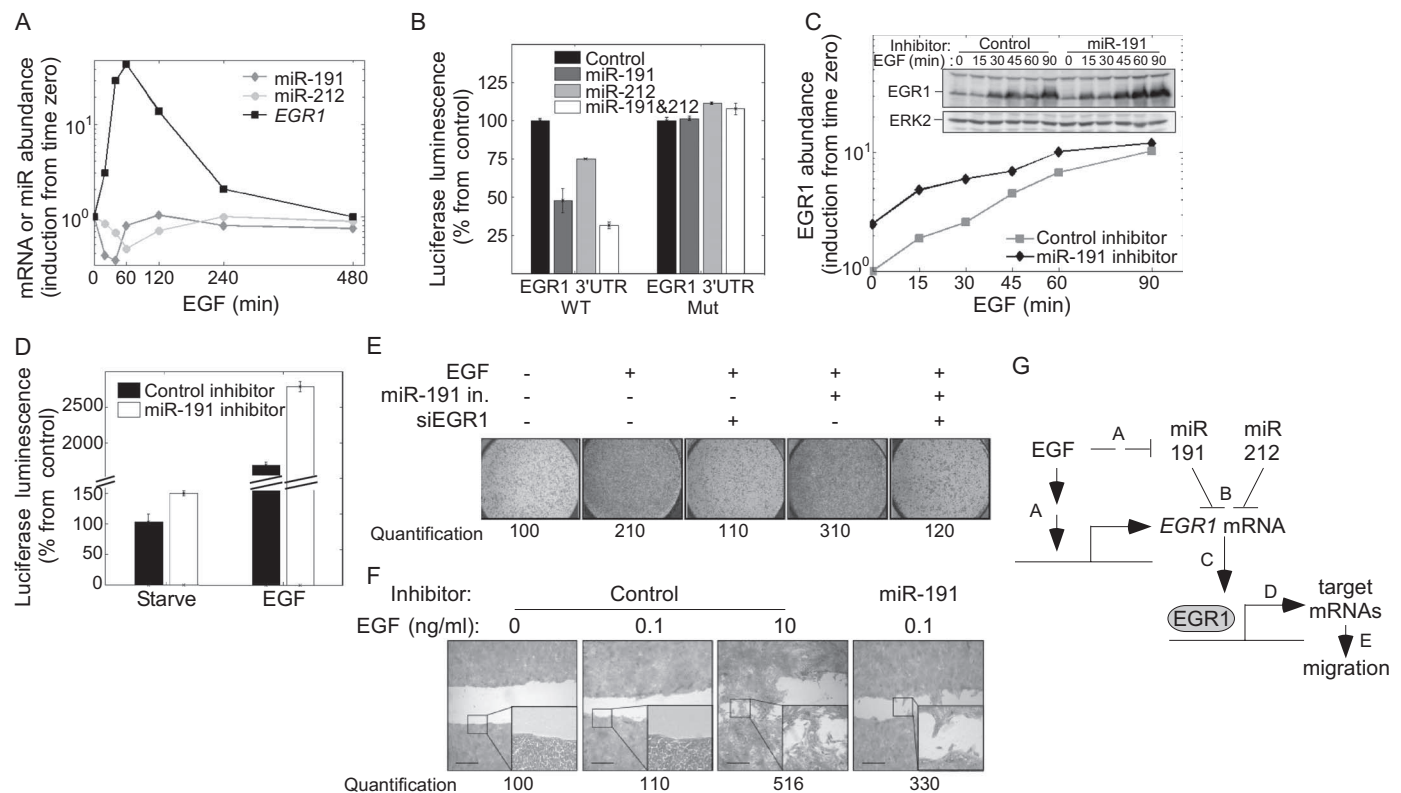 A
mRNA or miR abundance
(induction from time zero)
10¹
10⁰
miR-191
miR-212
EGR1
0 60 120 240 480
EGF (min)
B
Luciferase luminescence
(% from control)
125
100
75
50
25
Control
miR-191
miR-212
miR-191&212
EGR1 3'UTR EGR1 3'UTR
WT Mut
C
EGR1 abundance
(induction from time zero)
Inhibitor: Control miR-191
EGF (min) : 0 15 30 45 60 90 0 15 30 45 60 90
EGR1
ERK2
10¹
10⁰
Control inhibitor
miR-191 inhibitor
0 15 30 45 60 90
EGF (min)
D
Luciferase luminescence
(% from control)
2500
2000
150
100
50
0
Control inhibitor
miR-191 inhibitor
Starve EGF
E
EGF - + + + +
miR-191 in. - - - + +
siEGR1 - - + - +
Quantification 100 210 110 310 120
F
Inhibitor: Control miR-191
EGF (ng/ml): 0 0.1 10 0.1
Quantification 100 110 516 330
G
EGF A miR 191 miR 212
A
B
EGR1 mRNA
C
D
target
mRNAs
EGR1
E
migration